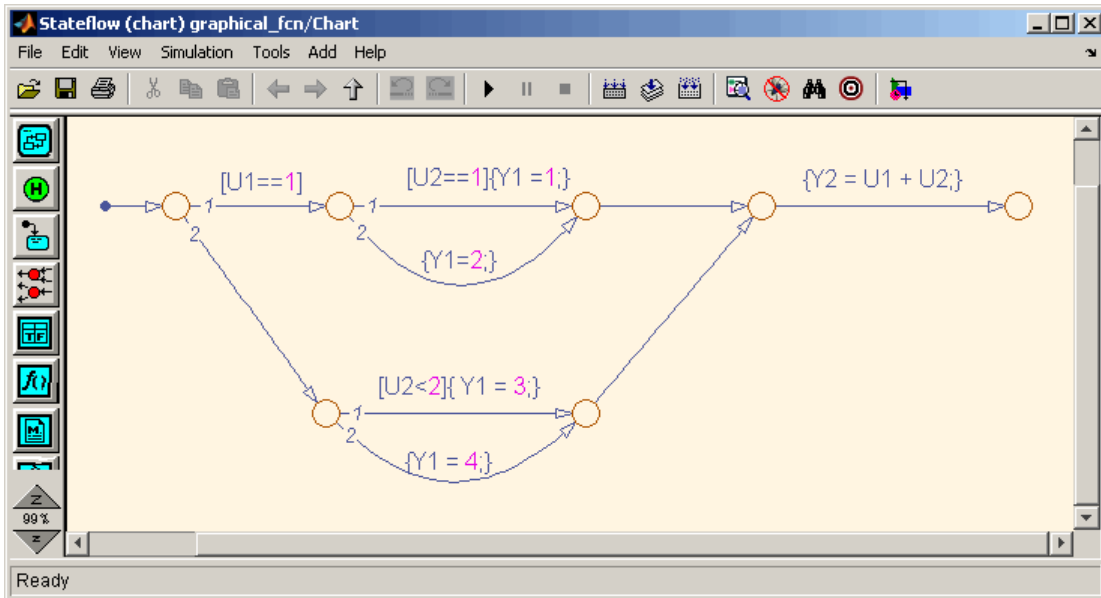 Stateflow (chart) graphical_fcn/Chart
File Edit View Simulation Tools Add Help
[U1==1]
[U2==1]{Y1 =1;}
{Y2 = U1 + U2;}
1
1
2
2
{Y1=2;}
[U2<2]{ Y1 = 3;}
1
2
{Y1 = 4;}
H
TF
f()
M
Z
99%
Z
Ready